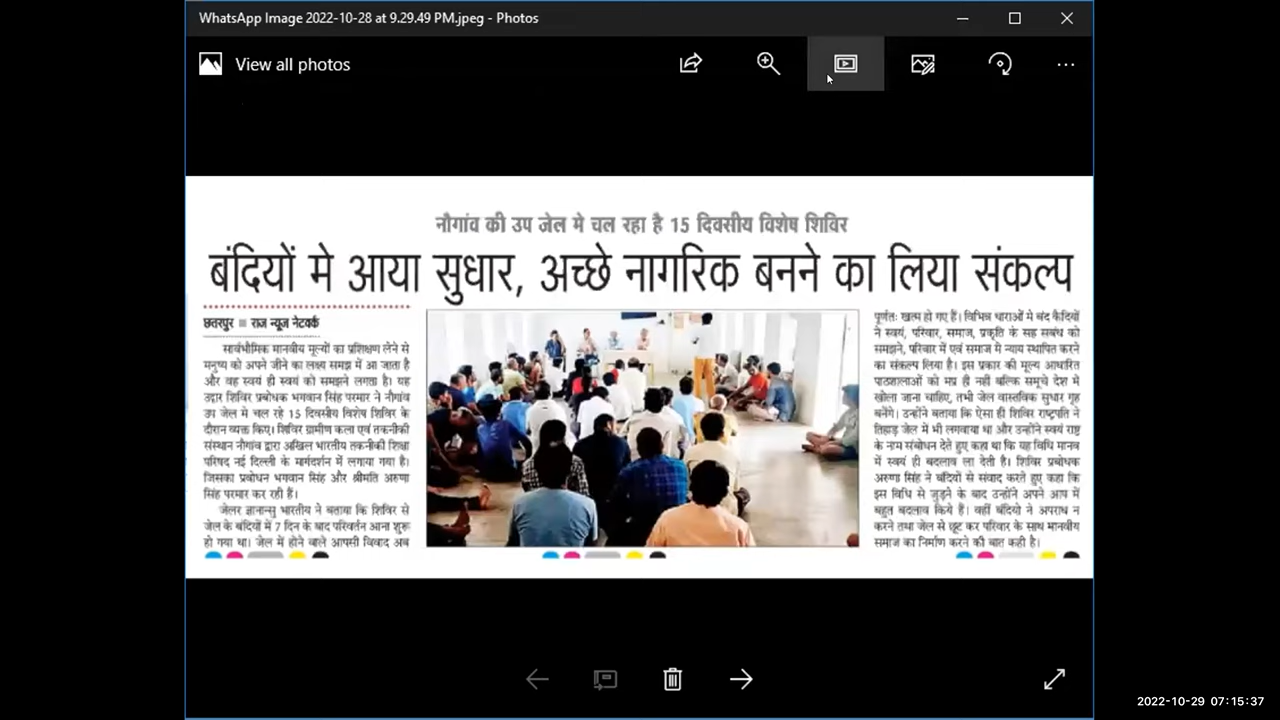 WhatsApp Image 2022-10-28 at 9.29.49 PM.jpeg - Photos
View all photos
नौगांव की उप जेल मे चल रहा है 15 दिवसीय विशेष शिविर
बंदियों मे आया सुधार, अच्छे नागरिक बनने का लिया संकल्प
छतरपुर ■ राज न्यूज नेटवर्क
सार्वभौमिक मानवीय मूल्यों का प्रशिक्षण लेने से
मनुष्य को अपने जीने का लक्ष्य समझ में आ जाता है
और वह स्वयं ही स्वयं को समझने लगता है। यह
उद्गार शिविर प्रबोधक भगवान सिंह परमार ने नौगांव
उप जेल मे चल रहे 15 दिवसीय विशेष शिविर के
दौरान व्यक्त किए। शिविर ग्रामीण कला एवं तकनीकी
संस्थान नौगांव द्वारा अखिल भारतीय तकनीकी शिक्षा
परिषद नई दिल्ली के मार्गदर्शन में लगाया गया है।
जिसका प्रबोधन भगवान सिंह और श्रीमति अरुणा
सिंह परमार कर रही हैं।
जेलर ज्ञानान्सु भारतीय ने बताया कि शिविर से
जेल के बंदियों में 7 दिन के बाद परिवर्तन आना शुरू
हो गया था। जेल में होने वाले आपसी विवाद अब
पूर्णतः खत्म हो गए हैं। विभिन्न धाराओं मे बंद कैदियों
ने स्वयं, परिवार, समाज, प्रकृति के सह सबंध को
समझने, परिवार में एवं समाज में न्याय स्थापित करने
का संकल्प लिया है। इस प्रकार की मूल्य आधारित
पाठशालाओं को मप्र ही नहीं बल्कि समूचे देश में
खोला जाना चाहिए, तभी जेल वास्तविक सुधार गृह
बनेंगे। उन्होंने बताया कि ऐसा ही शिविर राष्ट्रपति ने
तिहाड़ जेल में भी लगवाया था और उन्होंने स्वयं राष्ट्र
के नाम संबोधन देते हुए कहा था कि यह विधि मानव
में स्वयं ही बदलाव ला देती है। शिविर प्रबोधक
अरूणा सिंह ने बंदियों से संवाद करते हुए कहा कि
इस विधि से जुड़ने के बाद उन्होंने अपने आप में
बहुत बदलाव किये हैं। वहीं बंदियो ने अपराध न
करने तथा जेल से छूट कर परिवार के साथ मानवीय
समाज का निर्माण करने की बात कही है।
2022-10-29 07:15:37